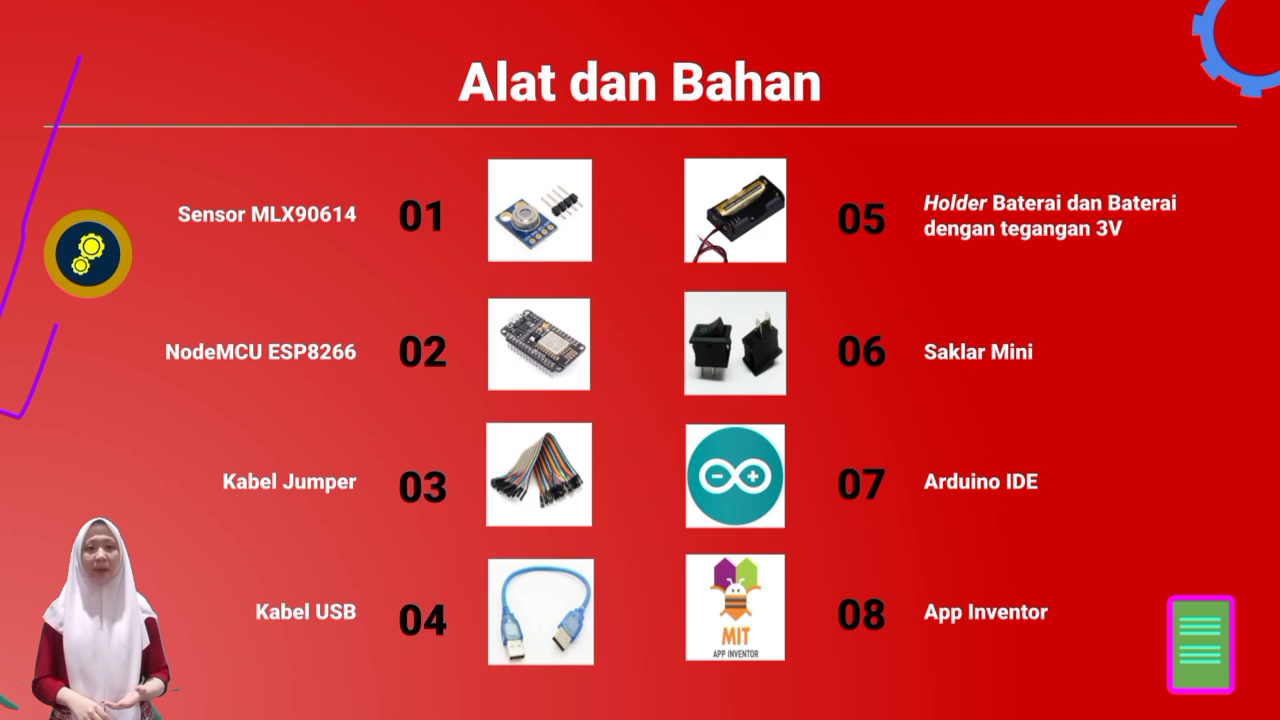 Alat dan Bahan
Sensor MLX90614
01
NodeMCU ESP8266
02
Kabel Jumper
03
Kabel USB
04
05
Holder Baterai dan Baterai
dengan tegangan 3V
06
Saklar Mini
07
Arduino IDE
MIT
APP INVENTOR
08
App Inventor